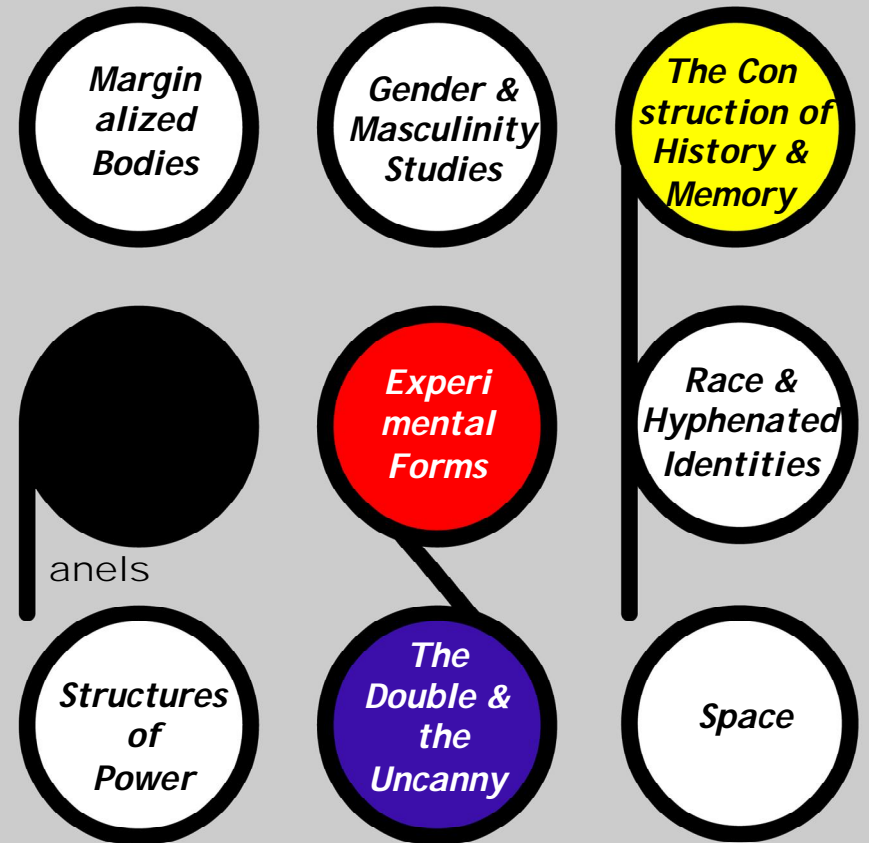 Margin
alized
Bodies
Gender &
Masculinity
Studies
The Con
struction of
History &
Memory
anels
Experi
mental
Forms
Race &
Hyphenated
Identities
Structures
of
Power
The
Double &
the
Uncanny
Space